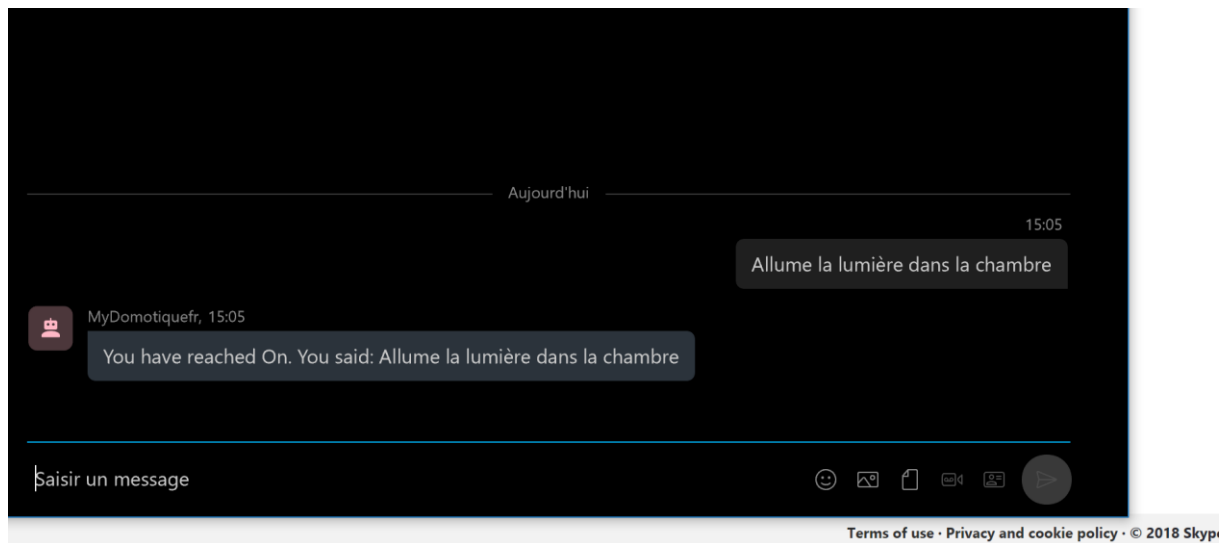 Aujourd'hui
15:05
Allume la lumière dans la chambre
MyDomotiquefr, 15:05
You have reached On. You said: Allume la lumière dans la chambre
Saisir un message
Terms of use · Privacy and cookie policy · © 2018 Skype